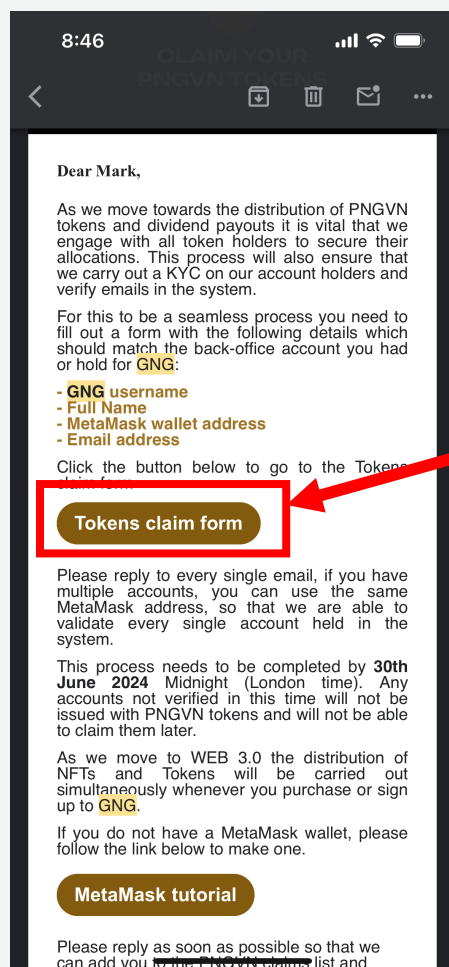 8:46
CLAIM YOUR
PNGVN TOKENS
Dear Mark,
As we move towards the distribution of PNGVN
tokens and dividend payouts it is vital that we
engage with all token holders to secure their
allocations. This process will also ensure that
we carry out a KYC on our account holders and
verify emails in the system.
For this to be a seamless process you need to
fill out a form with the following details which
should match the back-office account you had
or hold for GNG:
- GNG username
- Full Name
- MetaMask wallet address
- Email address
Click the button below to go to the Tokens
claim form
Tokens claim form
Please reply to every single email, if you have
multiple accounts, you can use the same
MetaMask address, so that we are able to
validate every single account held in the
system.
This process needs to be completed by 30th
June 2024 Midnight (London time). Any
accounts not verified in this time will not be
issued with PNGVN tokens and will not be able
to claim them later.
As we move to WEB 3.0 the distribution of
NFTs and Tokens will be carried out
simultaneously whenever you purchase or sign
up to GNG.
If you do not have a MetaMask wallet, please
follow the link below to make one.
MetaMask tutorial
Please reply as soon as possible so that we
can add you to the PNGVN claims list and